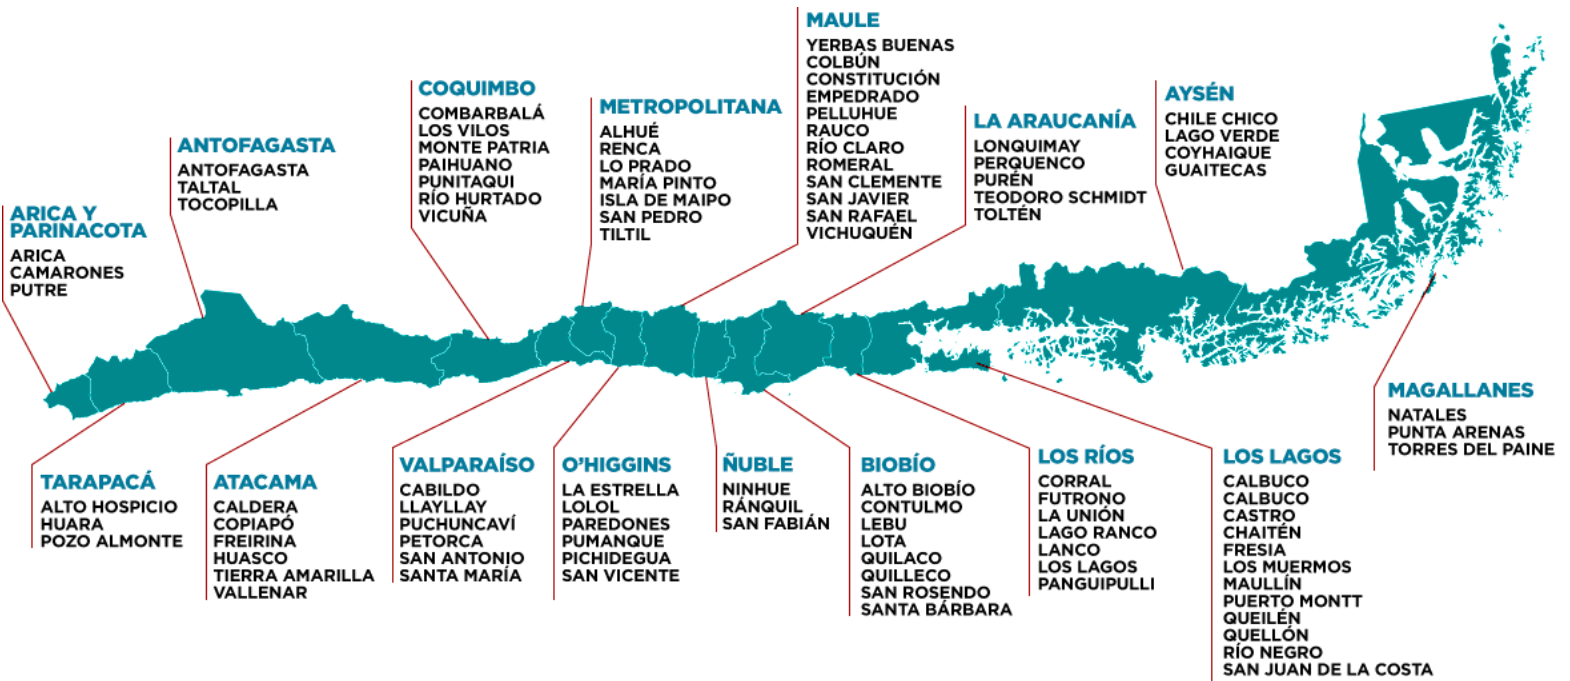 ARICA Y
PARINACOTA
ARICA
CAMARONES
PUTRE
ANTOFAGASTA
ANTOFAGASTA
TALTAL
TOCOPILLA
COQUIMBO
COMBARBALÁ
LOS VILOS
MONTE PATRIA
PAIHUANO
PUNITAQUI
RÍO HURTADO
VICUÑA
METROPOLITANA
ALHUÉ
RENCA
LO PRADO
MARÍA PINTO
ISLA DE MAIPO
SAN PEDRO
TILTIL
MAULE
YERBAS BUENAS
COLBÚN
CONSTITUCIÓN
EMPEDRADO
PELLUHUE
RAUCO
RÍO CLARO
ROMERAL
SAN CLEMENTE
SAN JAVIER
SAN RAFAEL
VICHUQUÉN
LA ARAUCANÍA
LONQUIMAY
PERQUENCO
PURÉN
TEODORO SCHMIDT
TOLTÉN
AYSÉN
CHILE CHICO
LAGO VERDE
COYHAIQUE
GUAITECAS
TARAPACÁ
ALTO HOSPICIO
HUARA
POZO ALMONTE
ATACAMA
CALDERA
COPIAPÓ
FREIRINA
HUASCO
TIERRA AMARILLA
VALLENAR
VALPARAÍSO
CABILDO
LLAYLLAY
PUCHUNCAVÍ
PETORCA
SAN ANTONIO
SANTA MARÍA
O'HIGGINS
LA ESTRELLA
LOLOL
PAREDONES
PUMANQUE
PICHIDEGUA
SAN VICENTE
ÑUBLE
NINHUE
RÁNQUIL
SAN FABIÁN
BIOBÍO
ALTO BIOBÍO
CONTULMO
LEBU
LOTA
QUILACO
QUILLECO
SAN ROSENDO
SANTA BÁRBARA
LOS RÍOS
CORRAL
FUTRONO
LA UNIÓN
LAGO RANCO
LANCO
LOS LAGOS
PANGUIPULLI
LOS LAGOS
CALBUCO
CALBUCO
CASTRO
CHAITÉN
FRESIA
LOS MUERMOS
MAULLÍN
PUERTO MONTT
QUEILÉN
QUELLÓN
RÍO NEGRO
SAN JUAN DE LA COSTA
MAGALLANES
NATALES
PUNTA ARENAS
TORRES DEL PAINE